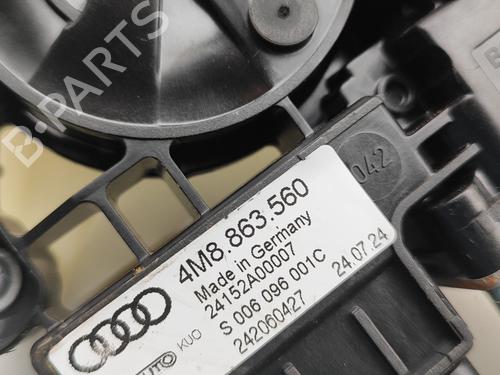 B-PARTS
042
4M8.863.560
Made in Germany
24152A00007
S 006 096 001C
24.07.24
242060427
KUO